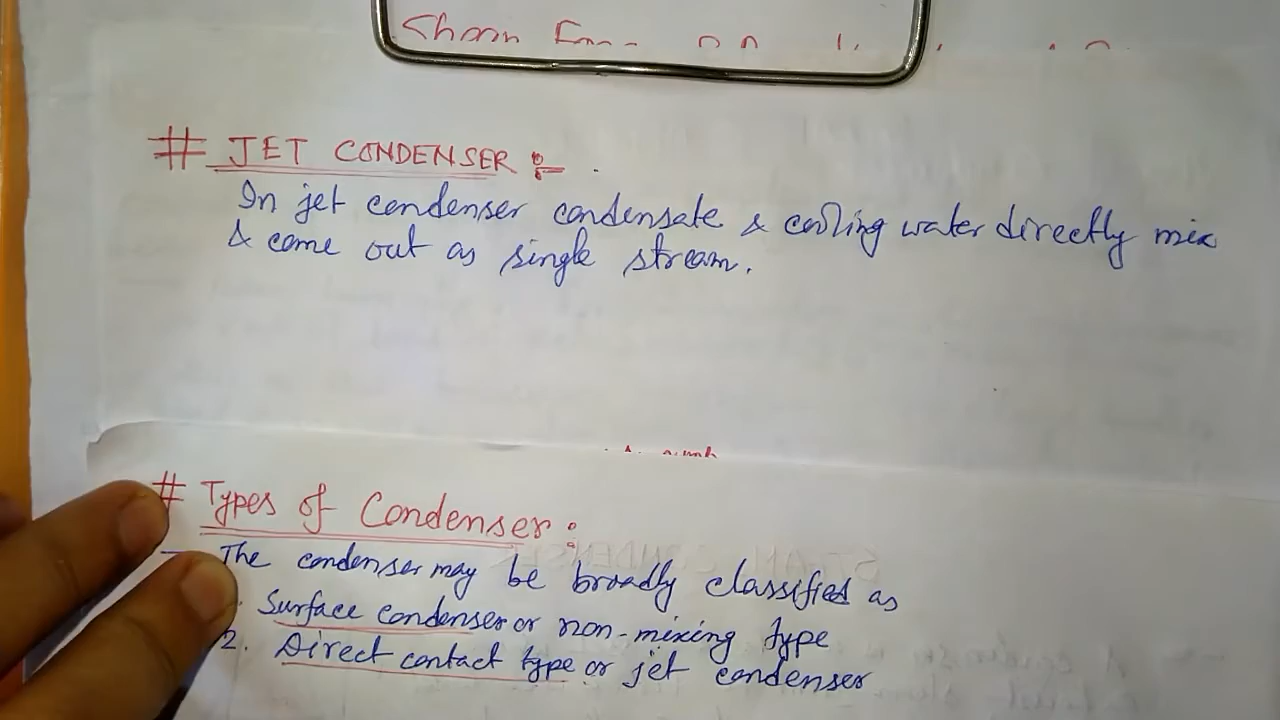 # JET CONDENSER :-
In jet condenser condensate & cooling water directly mix
& come out as single stream.
# Types of Condenser :
The condenser may be broadly classified as
Surface condenser or non-mixing type
2. Direct contact type or jet condenser